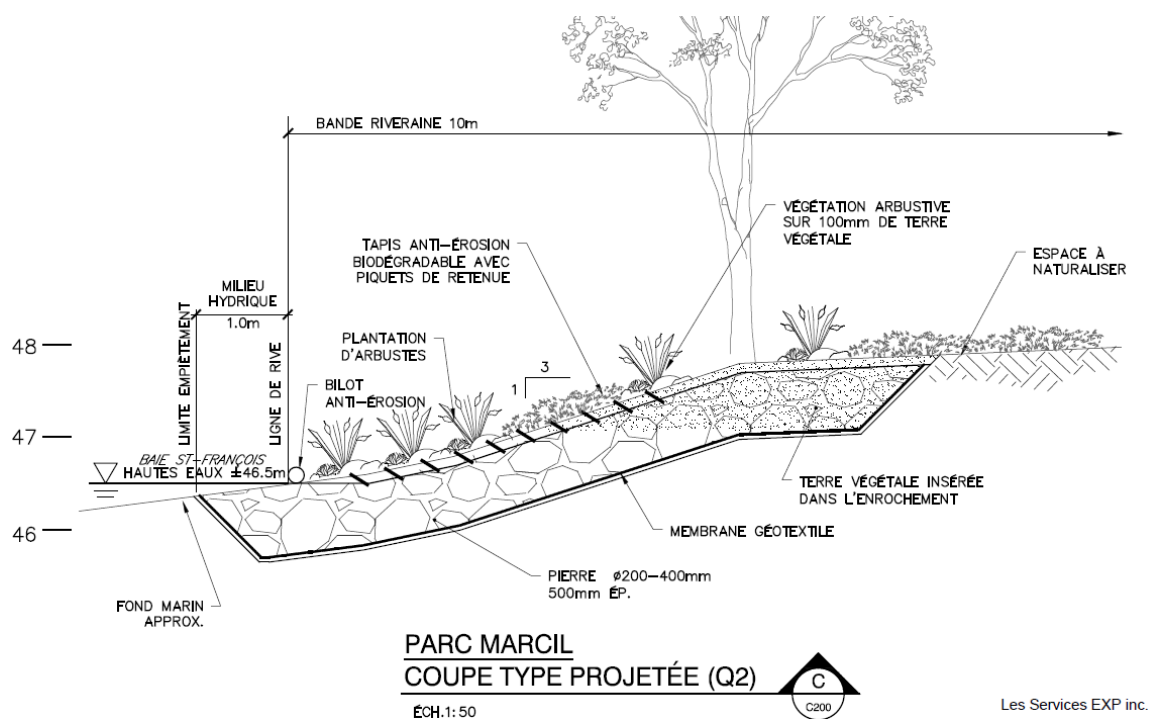 BANDE RIVERAINE 10m
VÉGÉTATION ARBUSTIVE
SUR 100mm DE TERRE
VÉGÉTALE
TAPIS ANTI-ÉROSION
BIODÉGRADABLE AVEC
PIQUETS DE RETENUE
ESPACE À
NATURALISER
MILIEU
HYDRIQUE
1.0m
LIMITE EMPIÈTEMENT
LIGNE DE RIVE
PLANTATION
D'ARBUSTES
3
1
BILOT
ANTI-ÉROSION
48
47
46
BAIE ST-FRANÇOIS
HAUTES EAUX ±46.5m
TERRE VÉGÉTALE INSÉRÉE
DANS L'ENROCHEMENT
MEMBRANE GÉOTEXTILE
PIERRE ø200-400mm
500mm ÉP.
FOND MARIN
APPROX.
PARC MARCIL
COUPE TYPE PROJETÉE (Q2)
C
C200
ÉCH.1:50
Les Services EXP inc.